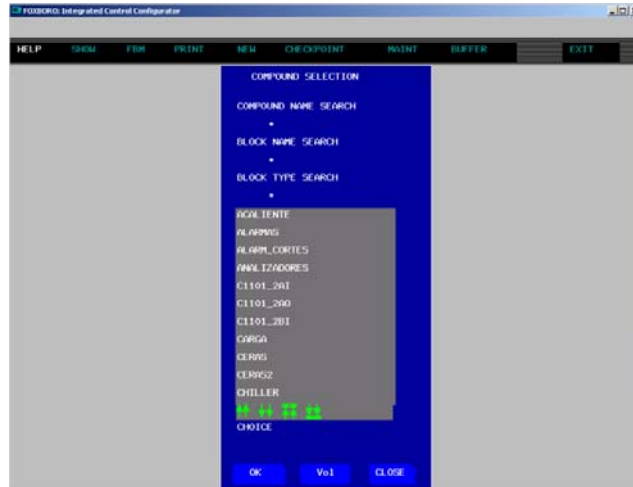 FOXBORO: Integrated Control Configurator
HELP SHOW FBM PRINT NEW CHECKPOINT MAINT BUFFER EXIT
COMPOUND SELECTION
COMPOUND NAME SEARCH
*
BLOCK NAME SEARCH
*
BLOCK TYPE SEARCH
*
ACALIENTE
ALARMAS
ALARM_CORTES
ANALIZADORES
C1101_2AI
C1101_2AO
C1101_2BI
CARGA
CERAS
CERAS2
CHILLER
CHOICE
OK Vol CLOSE